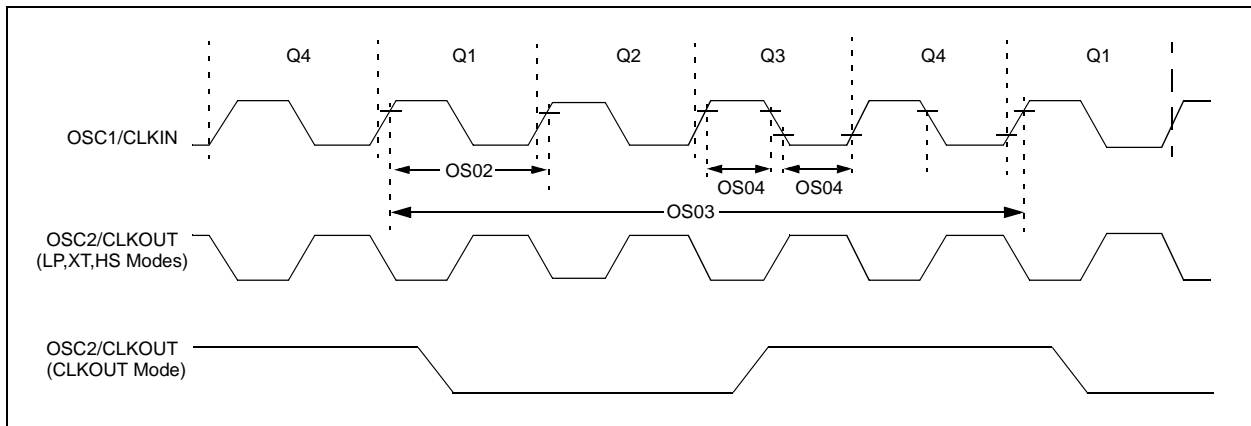 Q4 Q1 Q2 Q3 Q4 Q1
OSC1/CLKIN
OS02
OS04 OS04
OS03
OSC2/CLKOUT
(LP,XT,HS Modes)
OSC2/CLKOUT
(CLKOUT Mode)